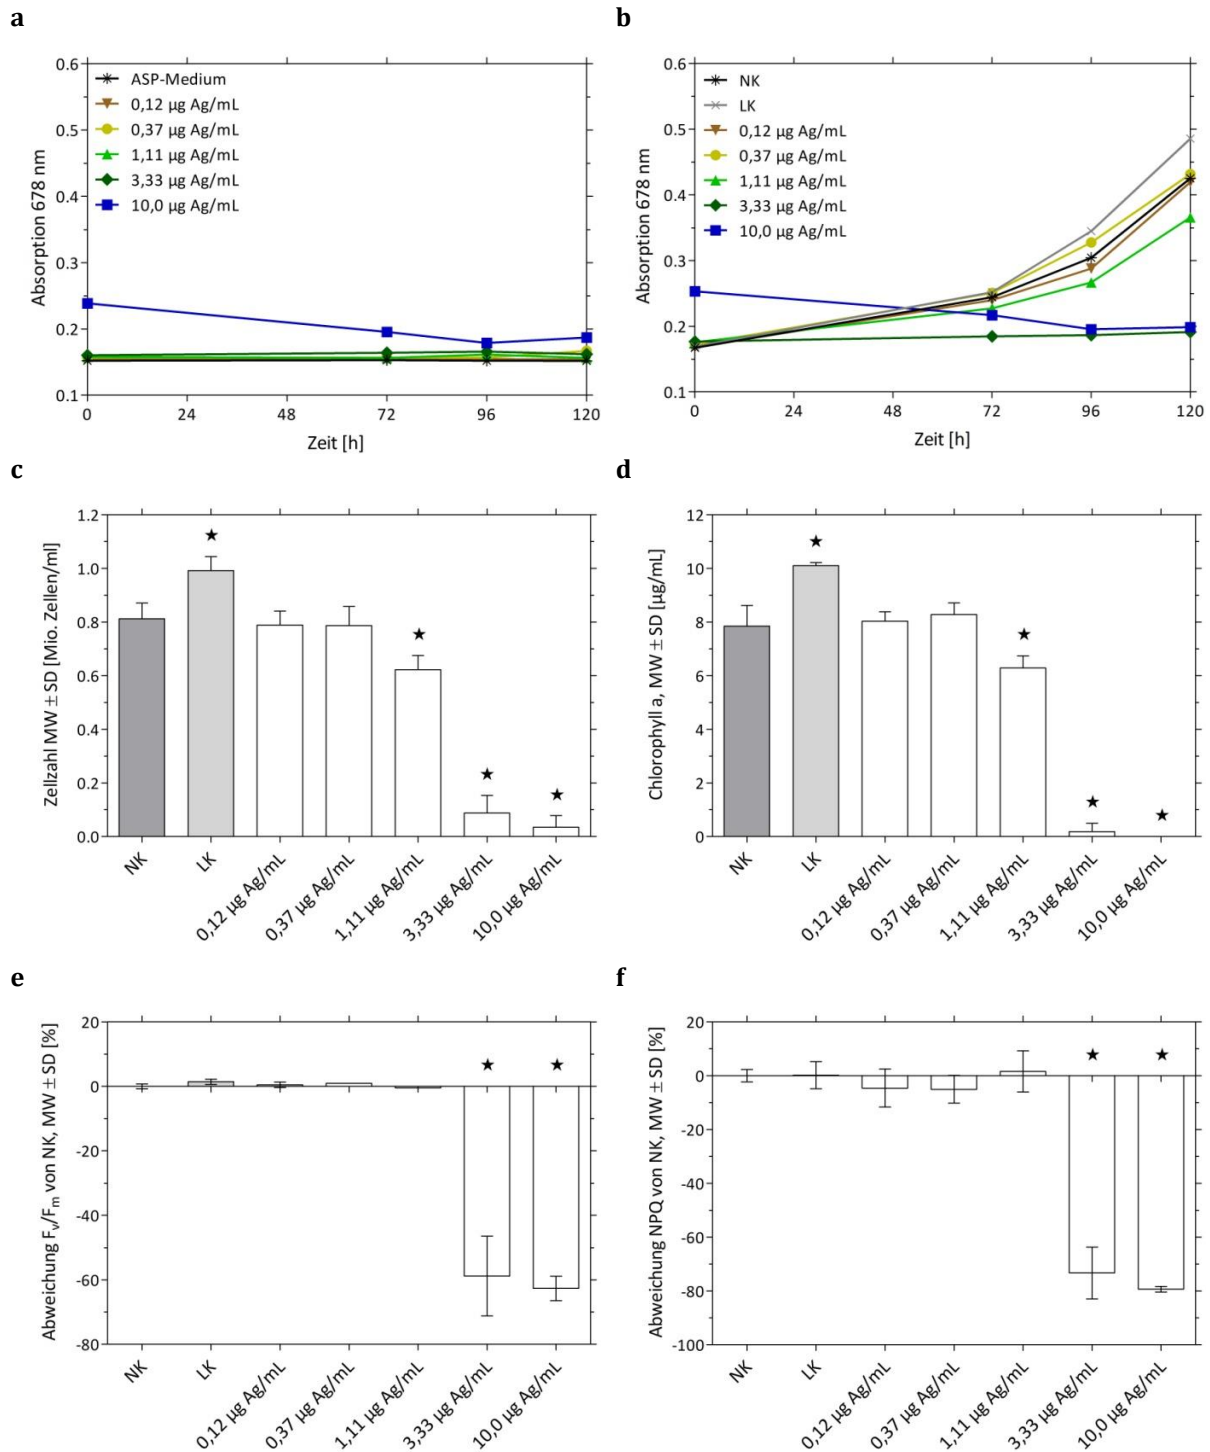 a
0.6
0.5
0.4
0.3
0.2
0.1
Absorption 678 nm
ASP-Medium
0,12 µg Ag/mL
0,37 µg Ag/mL
1,11 µg Ag/mL
3,33 µg Ag/mL
10,0 µg Ag/mL
0 24 48 72 96 120
Zeit [h]
b
0.6
0.5
0.4
0.3
0.2
0.1
Absorption 678 nm
NK
LK
0,12 µg Ag/mL
0,37 µg Ag/mL
1,11 µg Ag/mL
3,33 µg Ag/mL
10,0 µg Ag/mL
0 24 48 72 96 120
Zeit [h]
c
1.2
1.0
0.8
0.6
0.4
0.2
0.0
Zellzahl MW ± SD [Mio. Zellen/ml]
NK
LK
0,12 µg Ag/mL
0,37 µg Ag/mL
1,11 µg Ag/mL
3,33 µg Ag/mL
10,0 µg Ag/mL
d
12
10
8
6
4
2
0
Chlorophyll a, MW ± SD [µg/mL]
NK
LK
0,12 µg Ag/mL
0,37 µg Ag/mL
1,11 µg Ag/mL
3,33 µg Ag/mL
10,0 µg Ag/mL
e
20
0
-20
-40
-60
-80
Abweichung Fv/Fm von NK, MW ± SD [%]
NK
LK
0,12 µg Ag/mL
0,37 µg Ag/mL
1,11 µg Ag/mL
3,33 µg Ag/mL
10,0 µg Ag/mL
f
20
0
-20
-40
-60
-80
-100
Abweichung NPQ von NK, MW ± SD [%]
NK
LK
0,12 µg Ag/mL
0,37 µg Ag/mL
1,11 µg Ag/mL
3,33 µg Ag/mL
10,0 µg Ag/mL